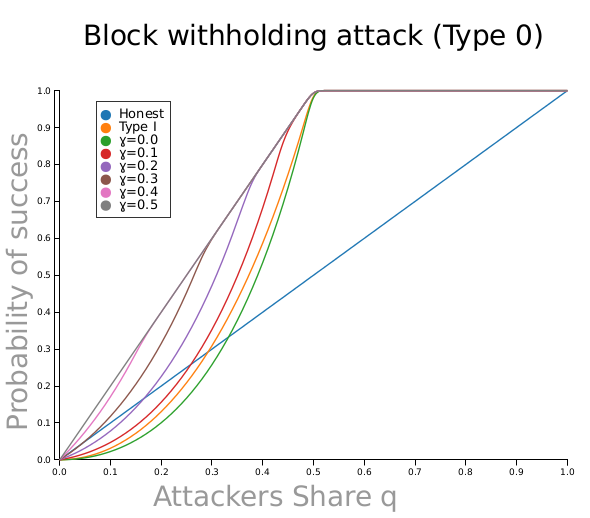 Block withholding attack (Type 0)
Probability of success
1.0
0.9
0.8
0.7
0.6
0.5
0.4
0.3
0.2
0.1
0.0
Honest
Type I
ɣ=0.0
ɣ=0.1
ɣ=0.2
ɣ=0.3
ɣ=0.4
ɣ=0.5
0.0 0.1 0.2 0.3 0.4 0.5 0.6 0.7 0.8 0.9 1.0
Attackers Share q